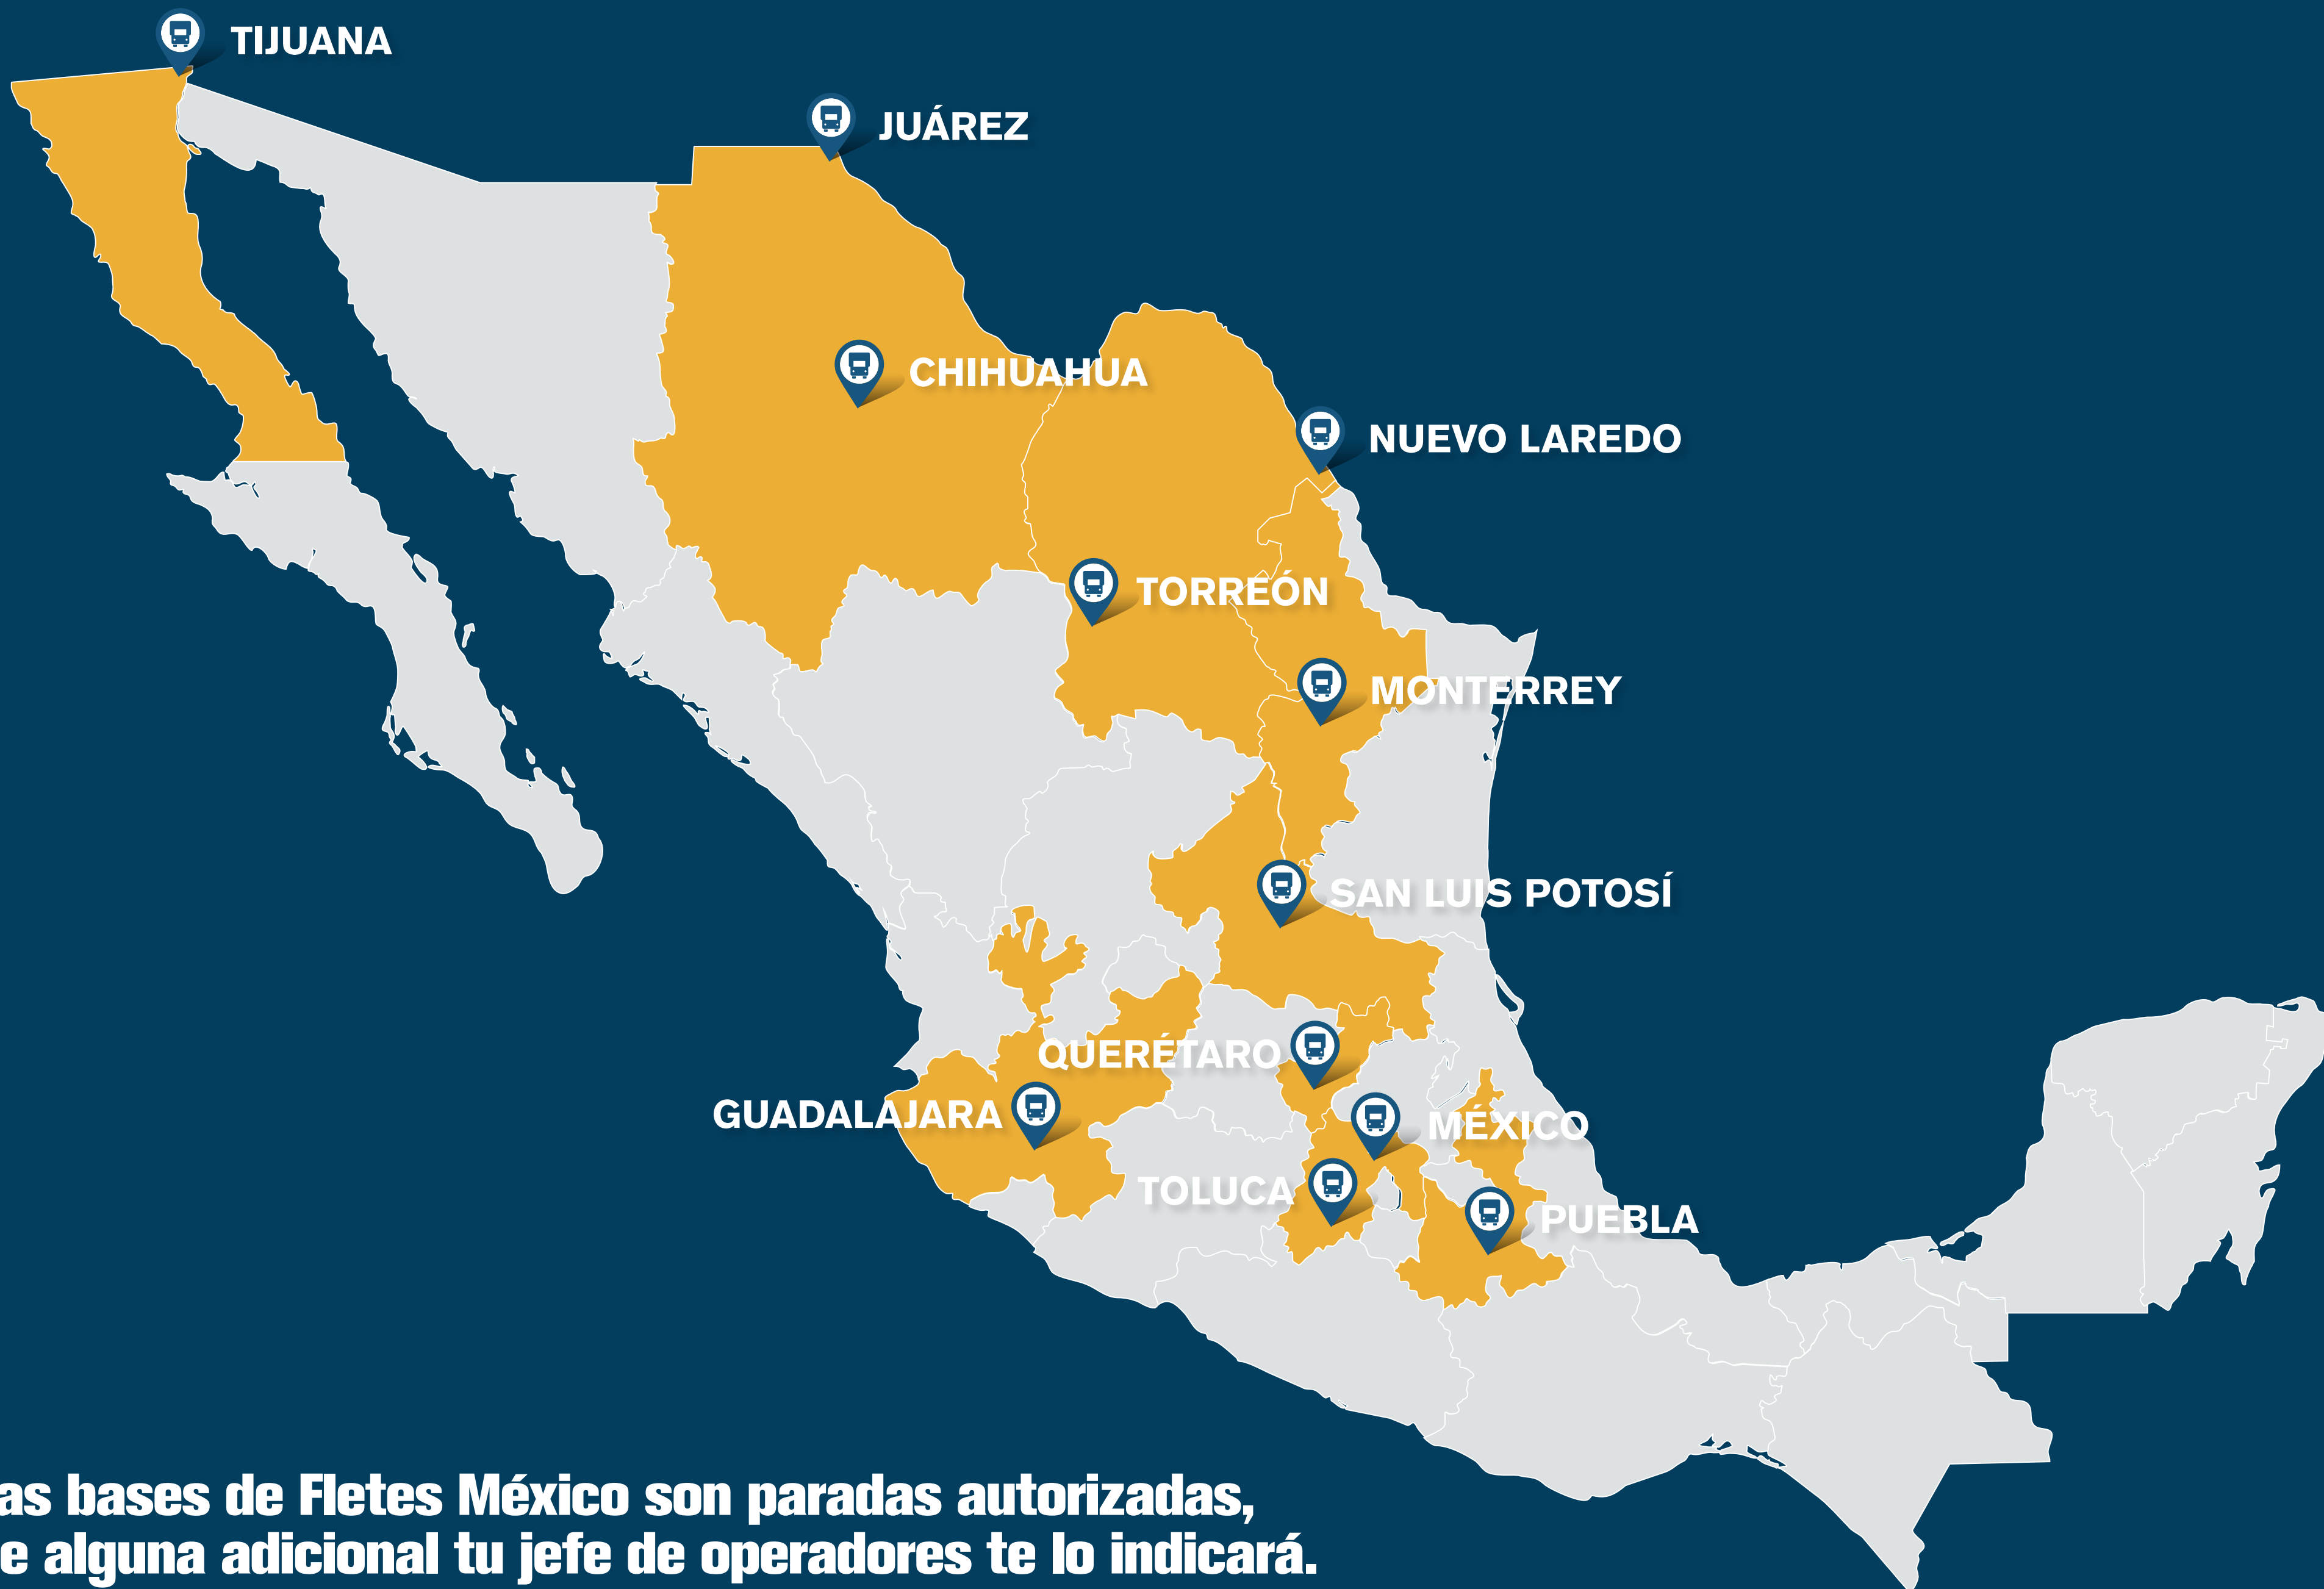 TIJUANA
JUÁREZ
CHIHUAHUA
NUEVO LAREDO
TORREÓN
MONTERREY
SAN LUIS POTOSÍ
QUERÉTARO
GUADALAJARA
MÉXICO
TOLUCA
PUEBLA
as bases de Fletes México son paradas autorizadas,
e alguna adicional tu jefe de operadores te lo indicará.